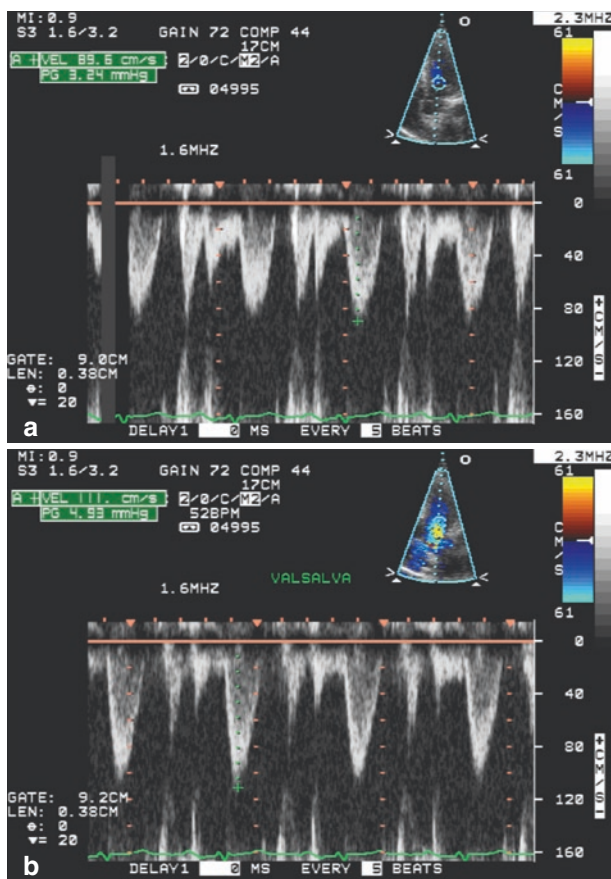 MI:0.9
S3 1.6/3.2 GAIN 72 COMP 44
17CM
A +VEL 89.6 cm/s 2/0/C/M2/A
PG 3.24 mmHg
04995
2.3MHZ
61
CM/S
61
1.6MHZ
0
40
80
120
160
+CM/S
GATE: 9.0CM
LEN: 0.38CM
θ: 0
▼= 20
DELAY1 0 MS EVERY 5 BEATS
a
MI:0.9
S3 1.6/3.2 GAIN 72 COMP 44
17CM
A +VEL 111. cm/s 2/0/C/M2/A
PG 4.93 mmHg 52BPM
04995
2.3MHZ
61
CM/S
61
VALSALVA
1.6MHZ
0
40
80
120
160
+CM/S
GATE: 9.2CM
LEN: 0.38CM
θ: 0
▼= 20
DELAY1 0 MS EVERY 5 BEATS
b